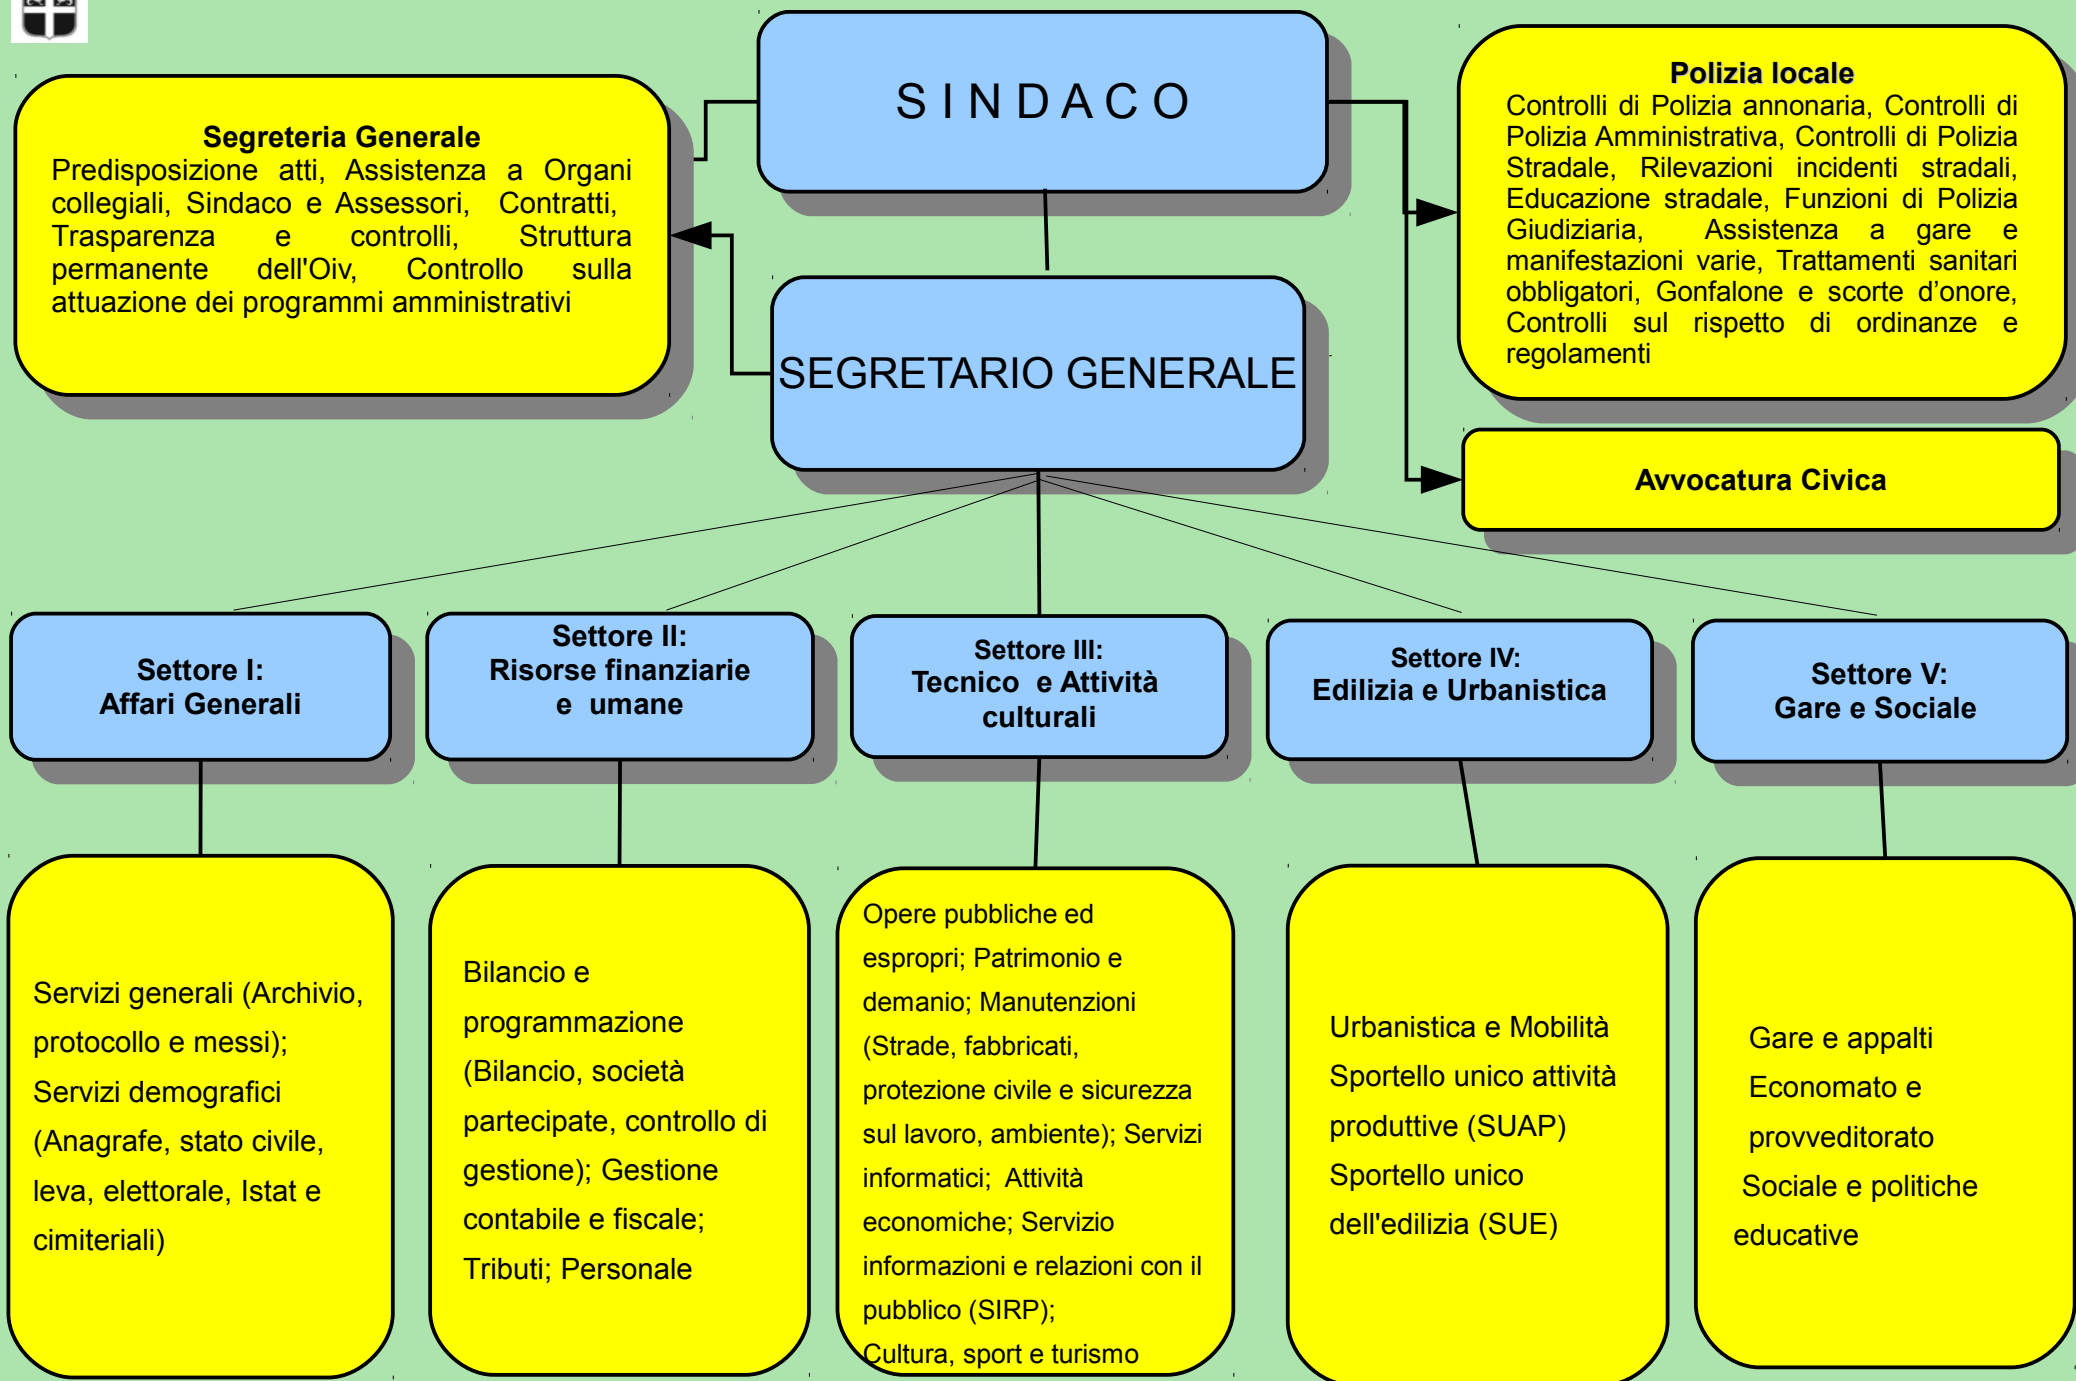 S I N D A C O
Segreteria Generale
Predisposizione atti, Assistenza a Organi
collegiali, Sindaco e Assessori, Contratti,
Trasparenza e controlli, Struttura
permanente dell'Oiv, Controllo sulla
attuazione dei programmi amministrativi
Polizia locale
Controlli di Polizia annonaria, Controlli di
Polizia Amministrativa, Controlli di Polizia
Stradale, Rilevazioni incidenti stradali,
Educazione stradale, Funzioni di Polizia
Giudiziaria, Assistenza a gare e
manifestazioni varie, Trattamenti sanitari
obbligatori, Gonfalone e scorte d’onore,
Controlli sul rispetto di ordinanze e
regolamenti
SEGRETARIO GENERALE
Avvocatura Civica
Settore I:
Affari Generali
Settore II:
Risorse finanziarie
e umane
Settore III:
Tecnico e Attività
culturali
Settore IV:
Edilizia e Urbanistica
Settore V:
Gare e Sociale
Servizi generali (Archivio,
protocollo e messi);
Servizi demografici
(Anagrafe, stato civile,
leva, elettorale, Istat e
cimiteriali)
Bilancio e
programmazione
(Bilancio, società
partecipate, controllo di
gestione); Gestione
contabile e fiscale;
Tributi; Personale
Opere pubbliche ed
espropri; Patrimonio e
demanio; Manutenzioni
(Strade, fabbricati,
protezione civile e sicurezza
sul lavoro, ambiente); Servizi
informatici; Attività
economiche; Servizio
informazioni e relazioni con il
pubblico (SIRP);
Cultura, sport e turismo
Urbanistica e Mobilità
Sportello unico attività
produttive (SUAP)
Sportello unico
dell'edilizia (SUE)
Gare e appalti
Economato e
provveditorato
Sociale e politiche
educative